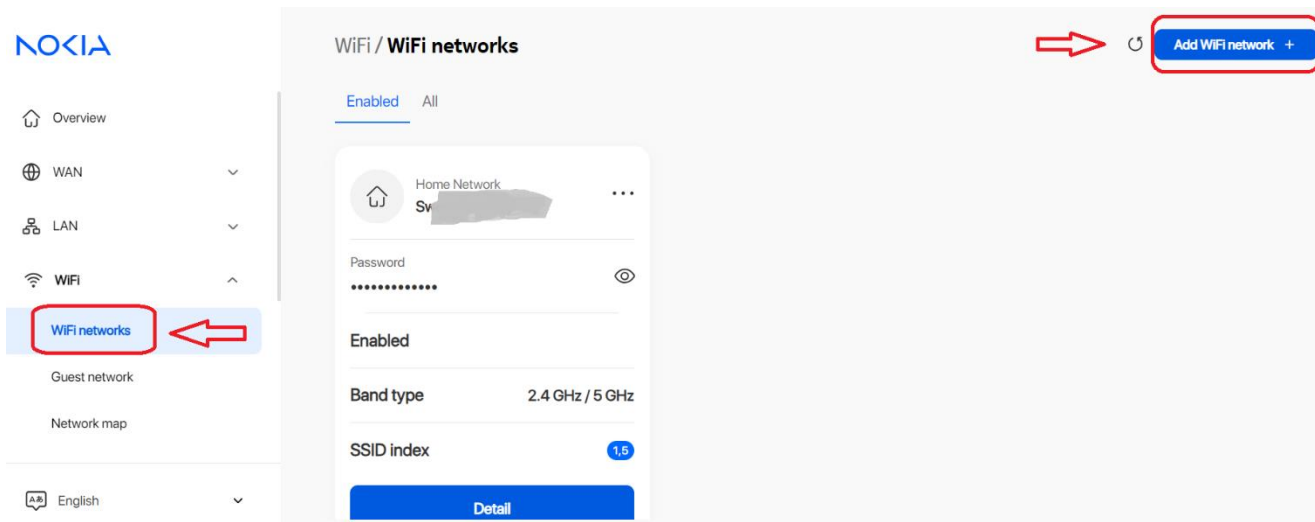 NOKIA
Overview
WAN
LAN
WiFi
WiFi networks
Guest network
Network map
English
WiFi / WiFi networks
Add WiFi network +
Enabled All
Home Network
Password
•••••••••••••
Enabled
Band type 2.4 GHz / 5 GHz
SSID index 1,5
Detail